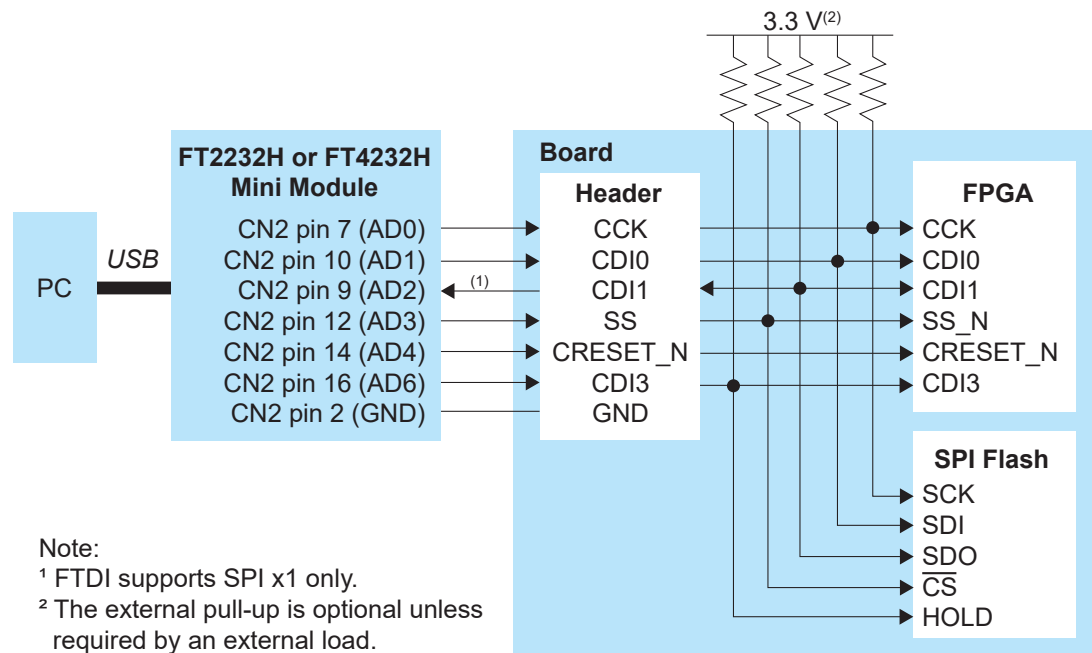 3.3 V(2)
FT2232H or FT4232H
Mini Module
CN2 pin 7 (AD0)
CN2 pin 10 (AD1)
CN2 pin 9 (AD2)
CN2 pin 12 (AD3)
CN2 pin 14 (AD4)
CN2 pin 16 (AD6)
CN2 pin 2 (GND)
PC
USB
(1)
Board
Header
CCK
CDI0
CDI1
SS
CRESET_N
CDI3
GND
FPGA
CCK
CDI0
CDI1
SS_N
CRESET_N
CDI3
SPI Flash
SCK
SDI
SDO
C̅S̅
HOLD
Note:
¹ FTDI supports SPI x1 only.
² The external pull-up is optional unless
required by an external load.